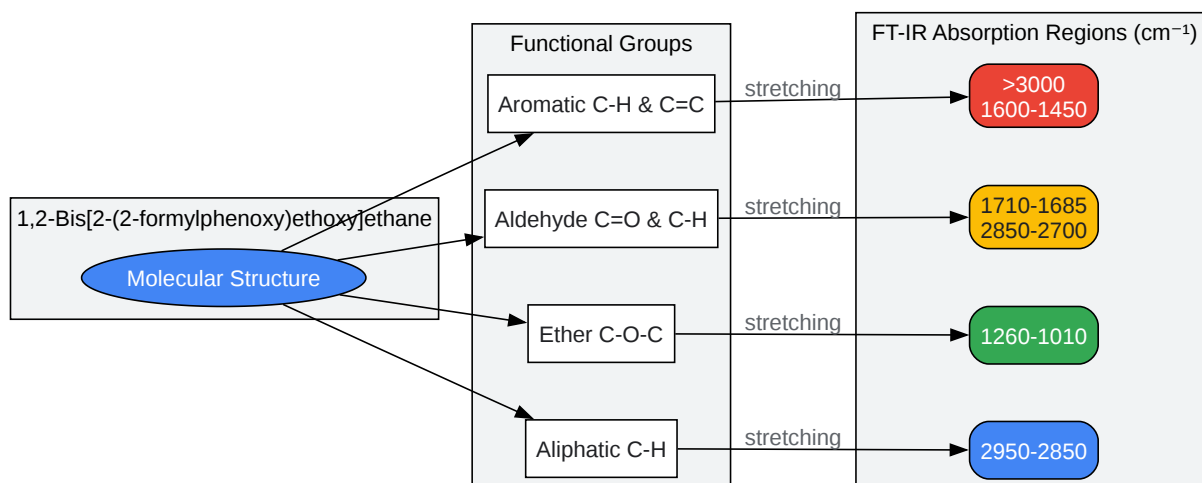 1,2-Bis[2-(2-formylphenoxy)ethoxy]ethane
Molecular Structure
Functional Groups
Aromatic C-H & C=C
Aldehyde C=O & C-H
Ether C-O-C
Aliphatic C-H
stretching
stretching
stretching
stretching
FT-IR Absorption Regions (cm⁻¹)
>3000
1600-1450
1710-1685
2850-2700
1260-1010
2950-2850